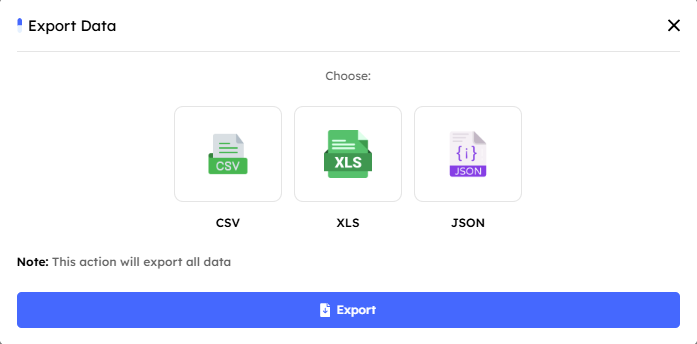 Export Data
Choose:
CSV
XLS
{i}
JSON
CSV
XLS
JSON
Note: This action will export all data
Export